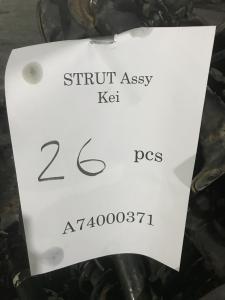 STRUT Assy
Kei
26 pcs
A74000371